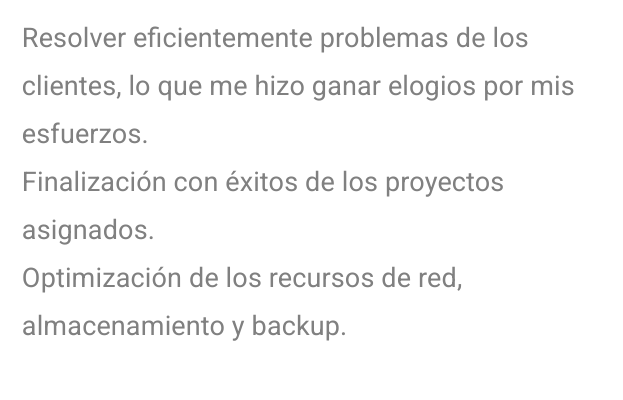 Resolver eficientemente problemas de los
clientes, lo que me hizo ganar elogios por mis
esfuerzos.
Finalización con éxitos de los proyectos
asignados.
Optimización de los recursos de red,
almacenamiento y backup.